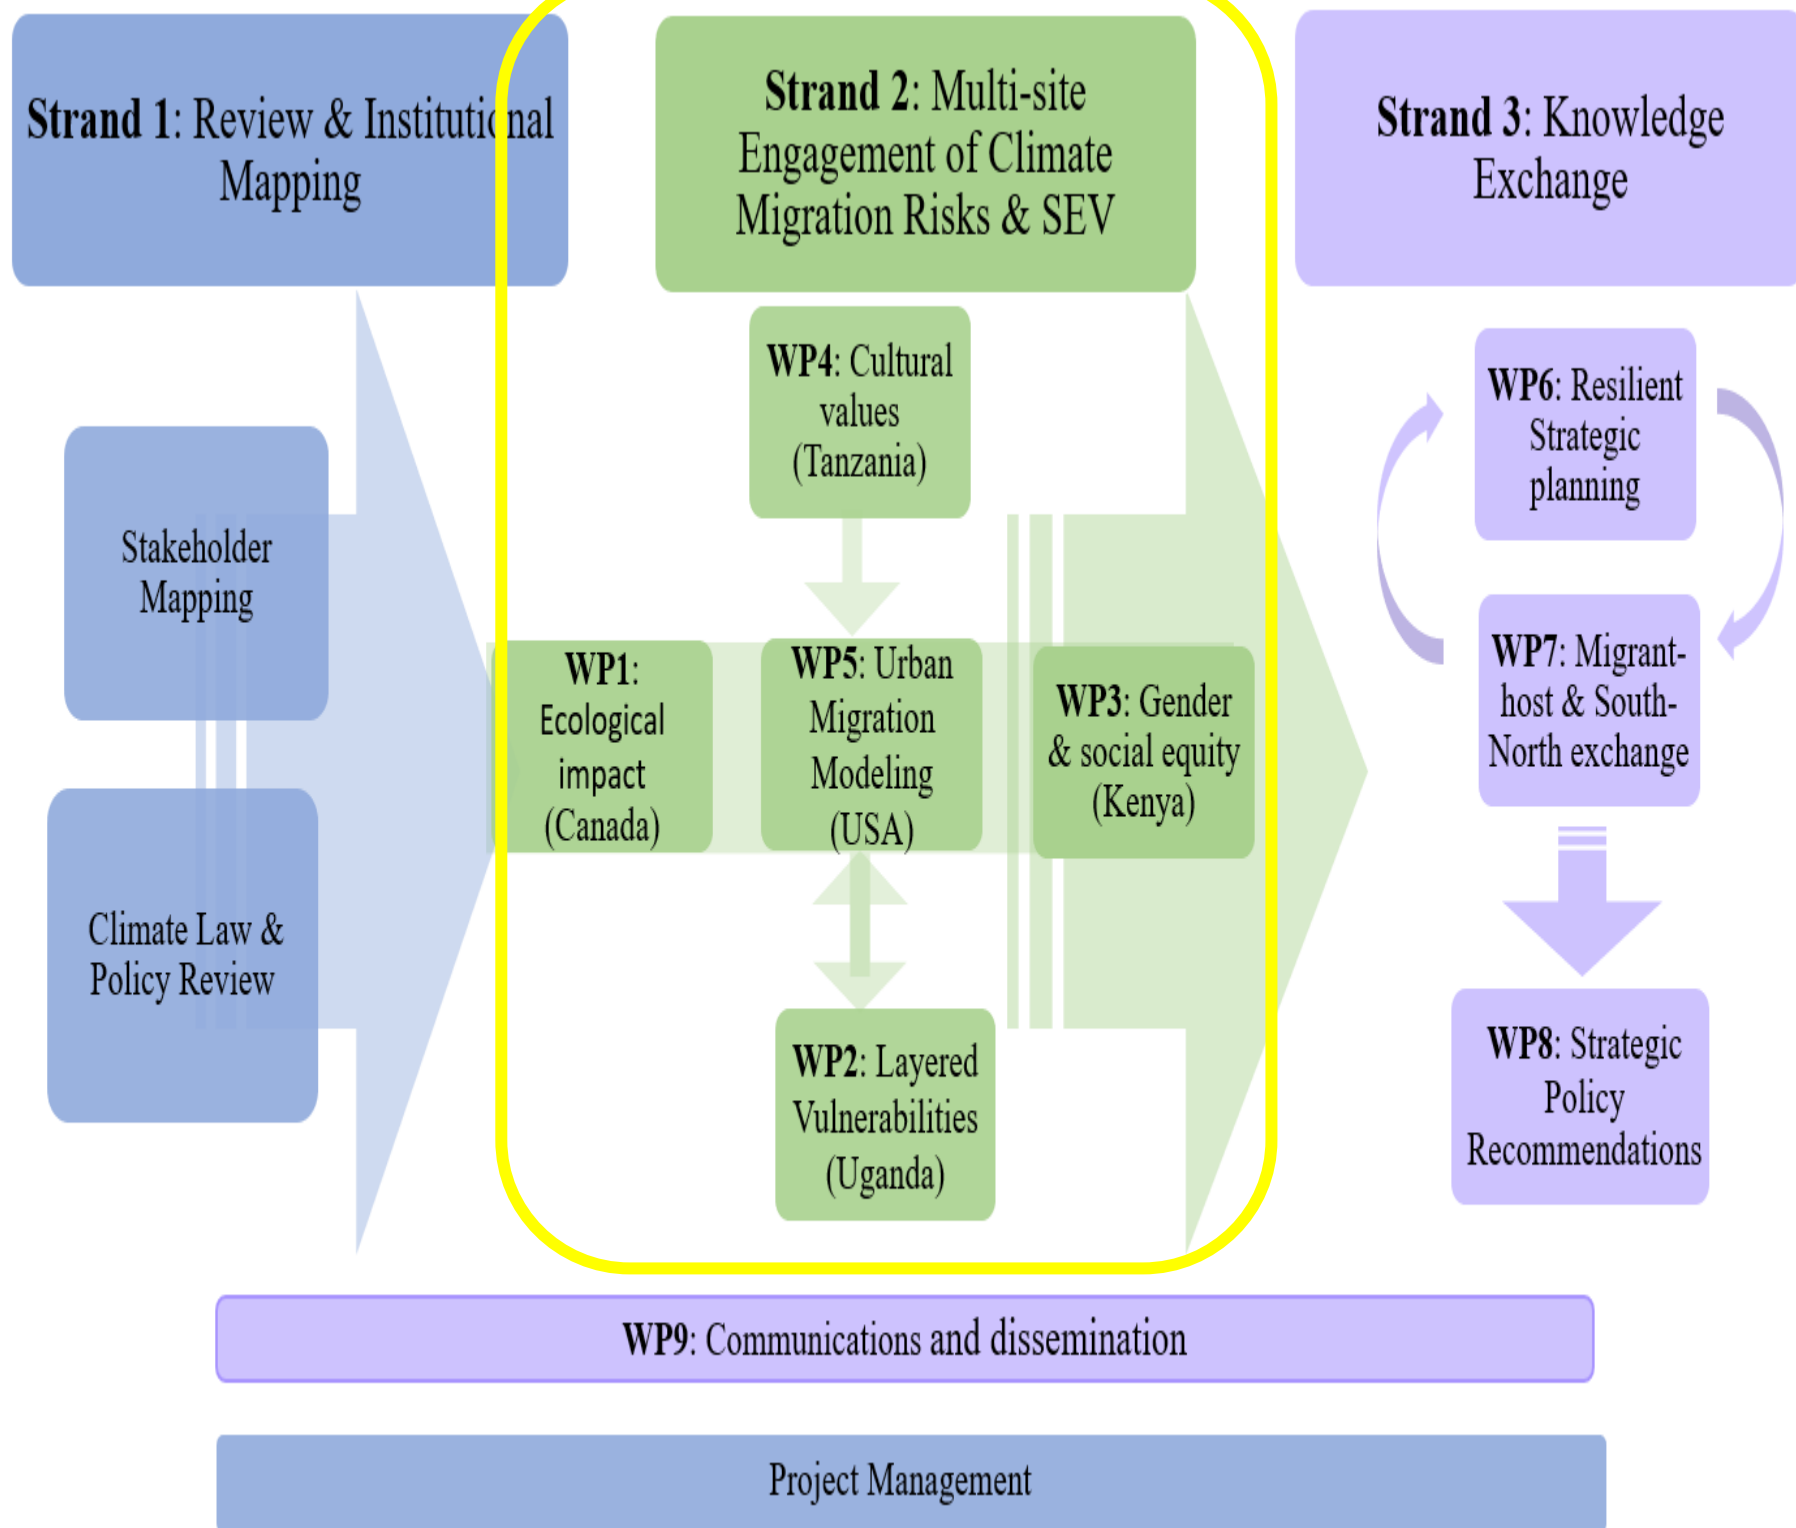 Strand 1: Review & Institutional
Mapping
Stakeholder
Mapping
Climate Law &
Policy Review
Strand 2: Multi-site
Engagement of Climate
Migration Risks & SEV
WP4: Cultural
values
(Tanzania)
WP1:
Ecological
impact
(Canada)
WP5: Urban
Migration
Modeling
(USA)
WP3: Gender
& social equity
(Kenya)
WP2: Layered
Vulnerabilities
(Uganda)
Strand 3: Knowledge
Exchange
WP6: Resilient
Strategic
planning
WP7: Migrant-
host & South-
North exchange
WP8: Strategic
Policy
Recommendations
WP9: Communications and dissemination
Project Management